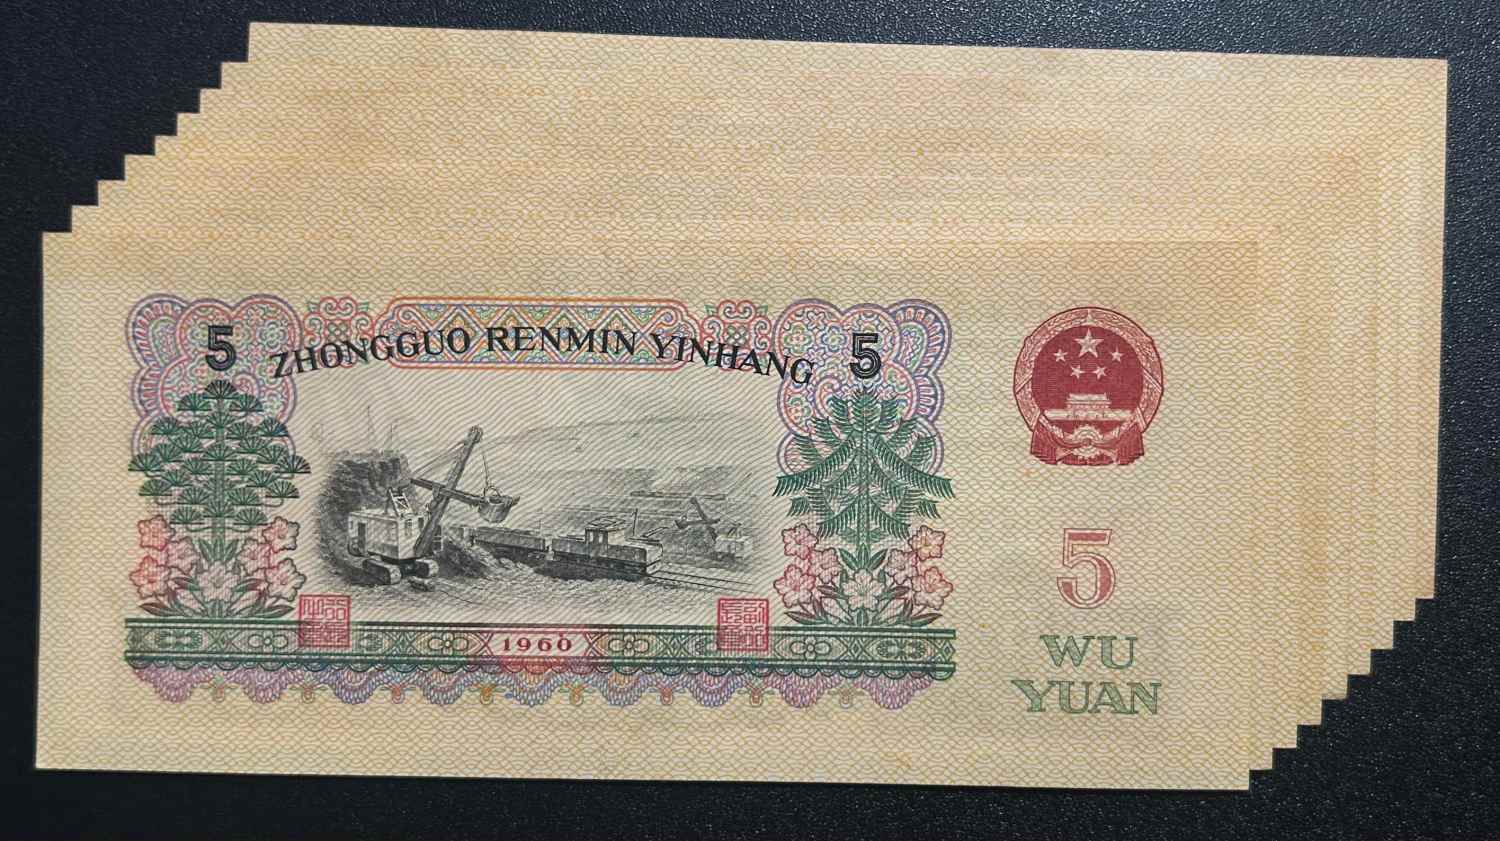 5 ZHONGGUO RENMIN YINHANG 5
1960
5
WU
YUAN